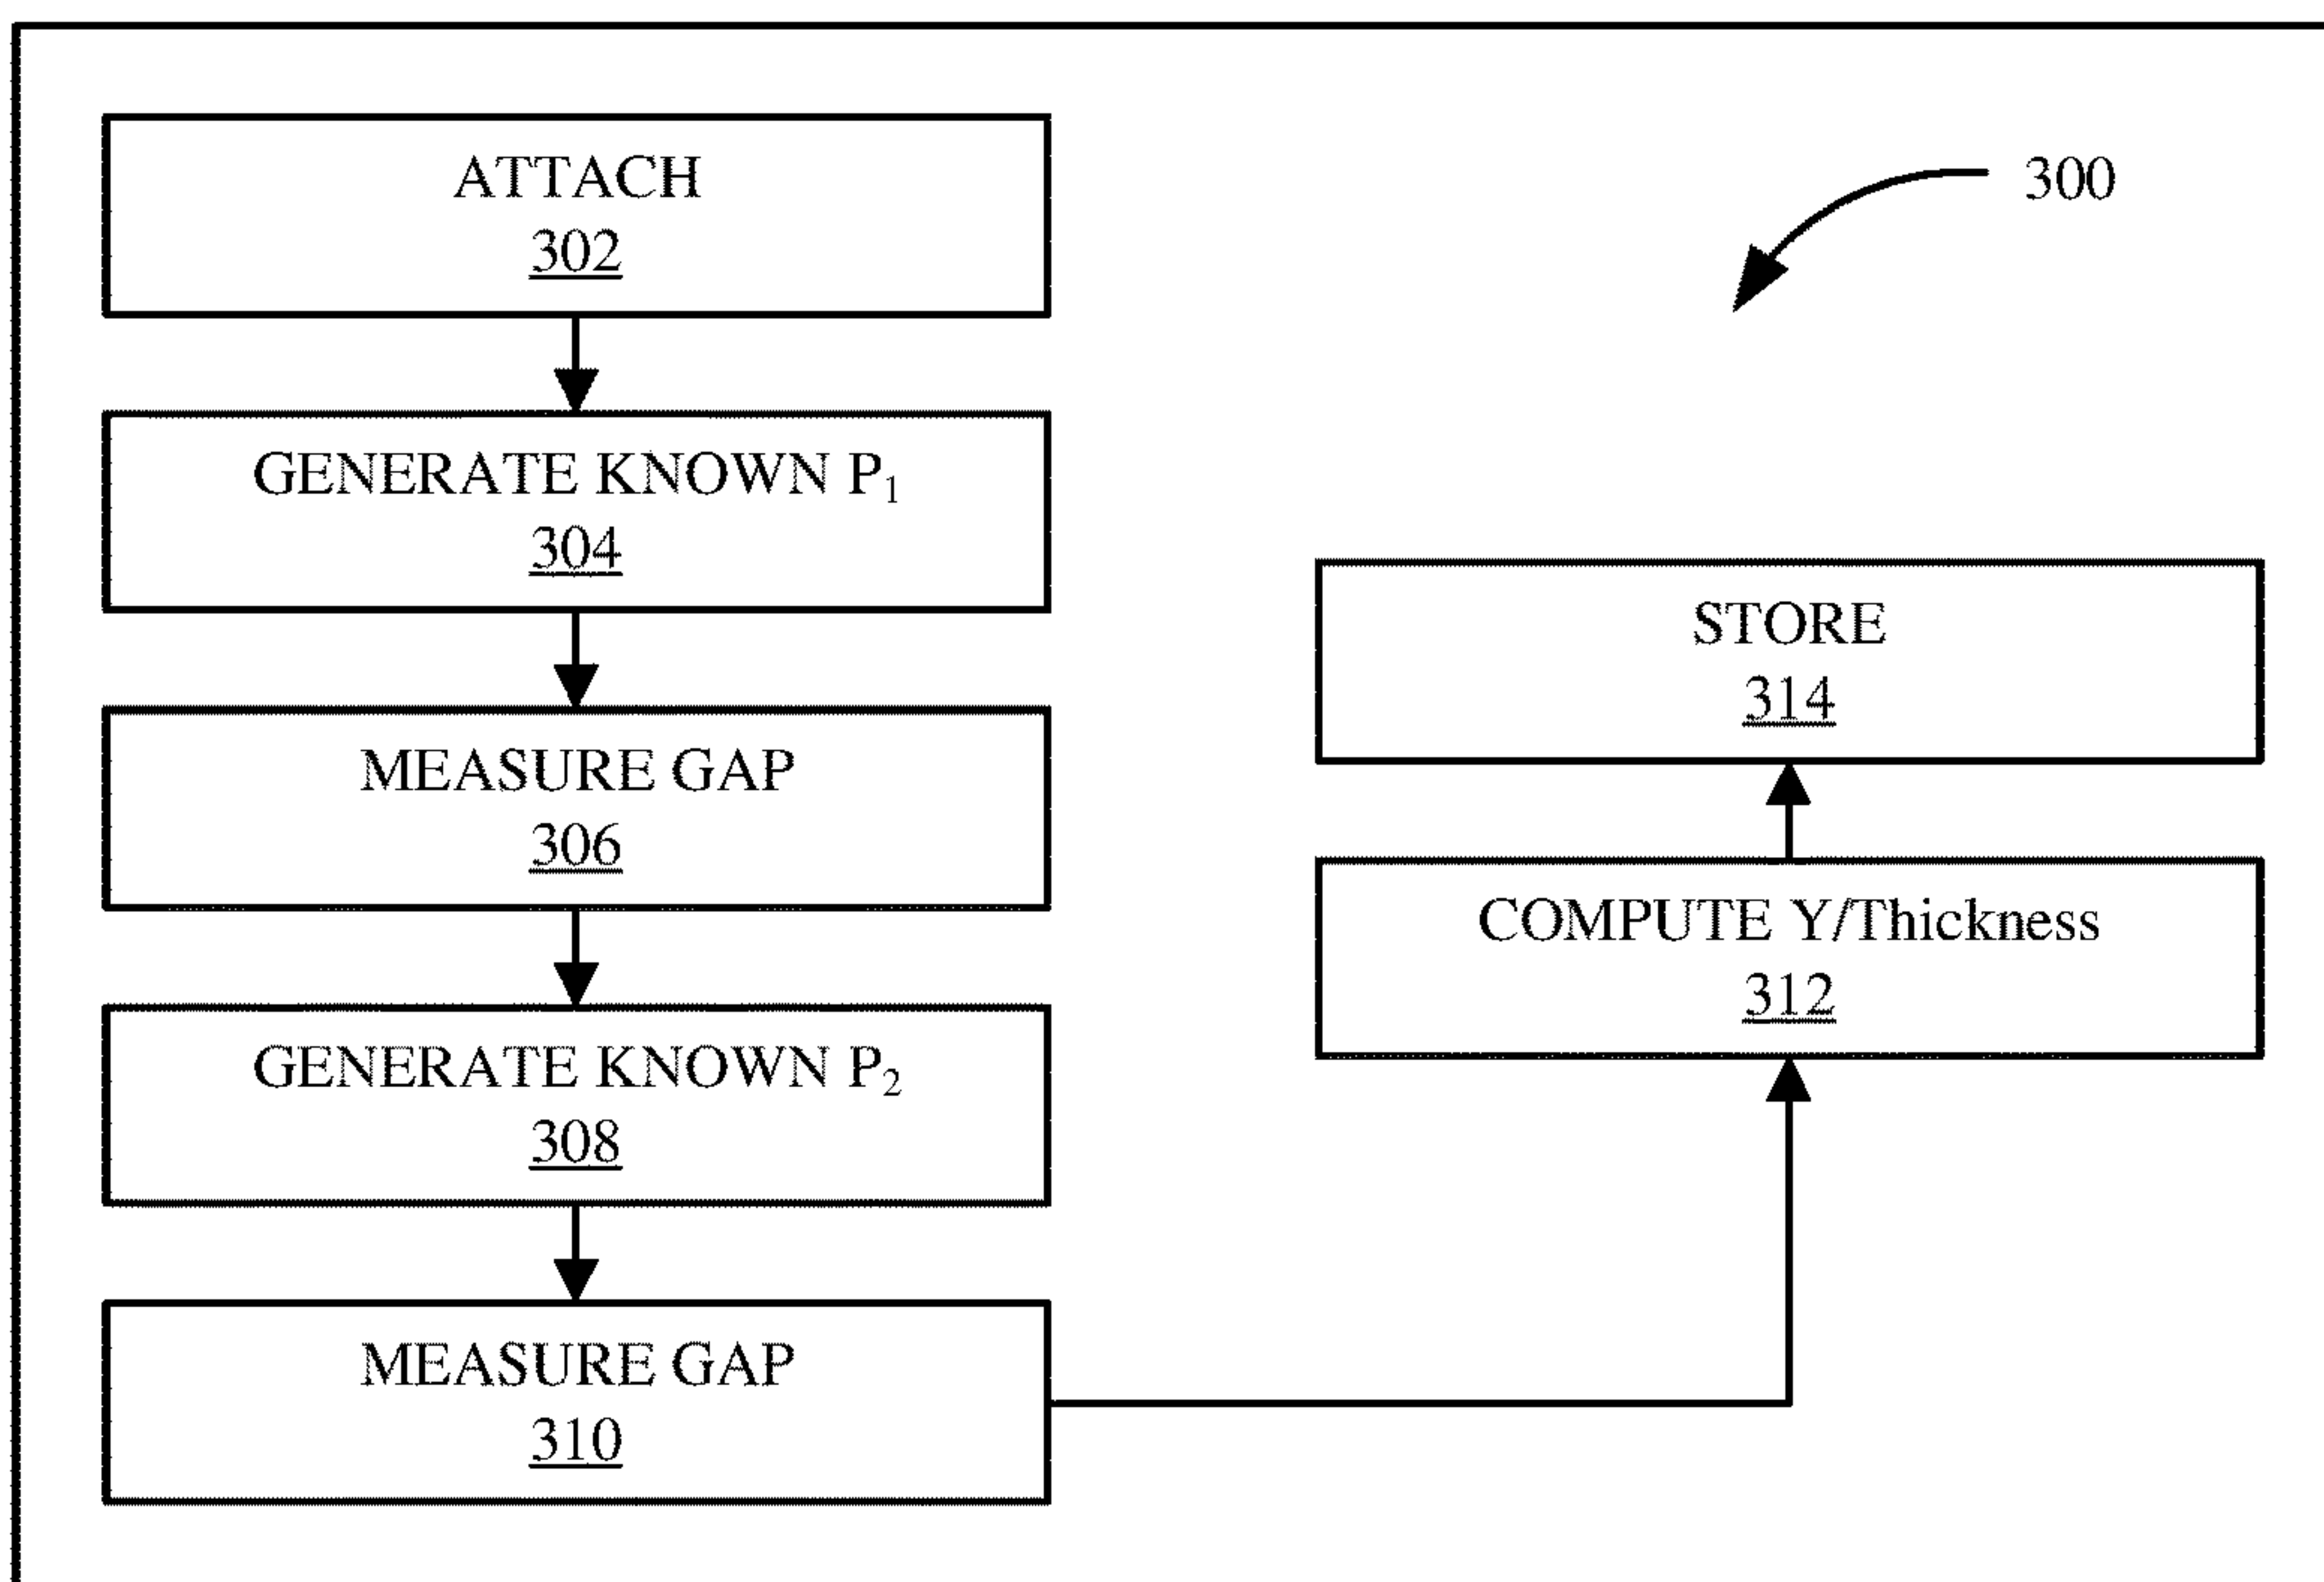 ATTACH
302
GENERATE KNOWN P₁
304
MEASURE GAP
306
GENERATE KNOWN P₂
308
MEASURE GAP
310
300
STORE
314
COMPUTE Y/Thickness
312